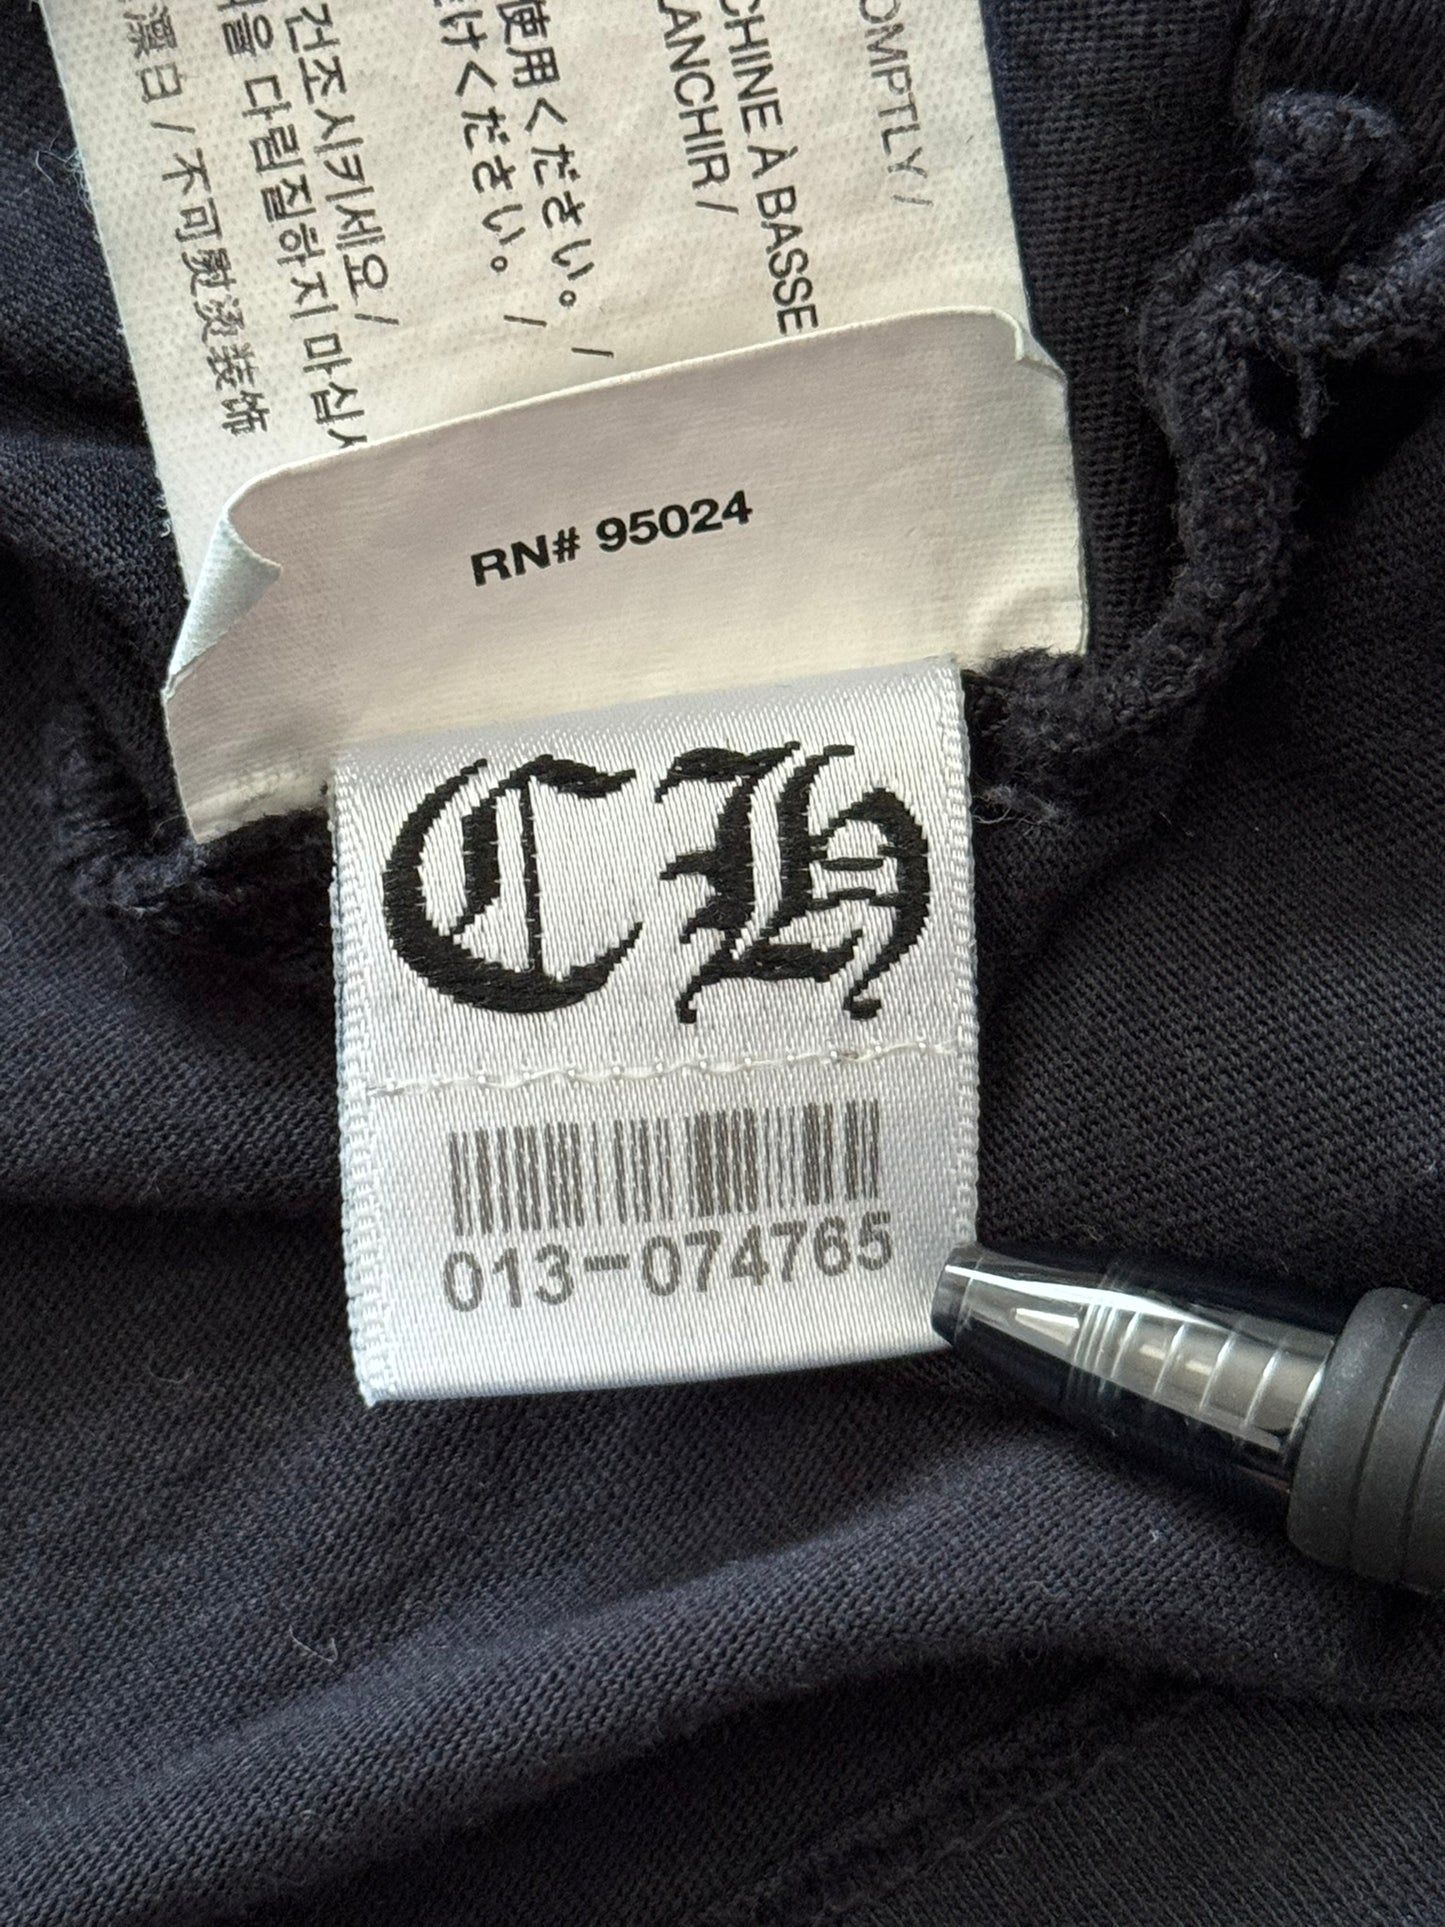 OMPTLY /
CHINE À BASSE
LANCHIR /
使用ください。 /
けください。 /
건조시키세요 /
을 다림질하지 마십시
漂白 / 不可熨烫装饰
RN# 95024
CH
013-074765